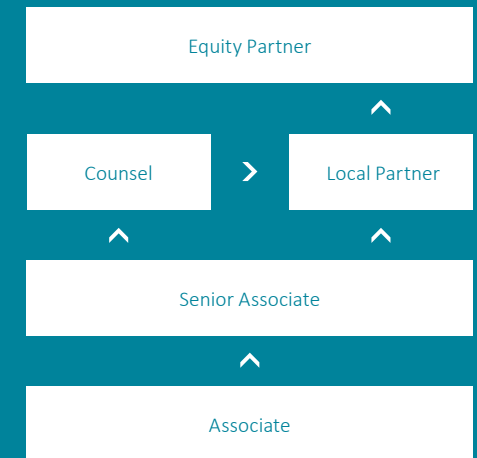 Equity Partner
Counsel
Local Partner
Senior Associate
Associate